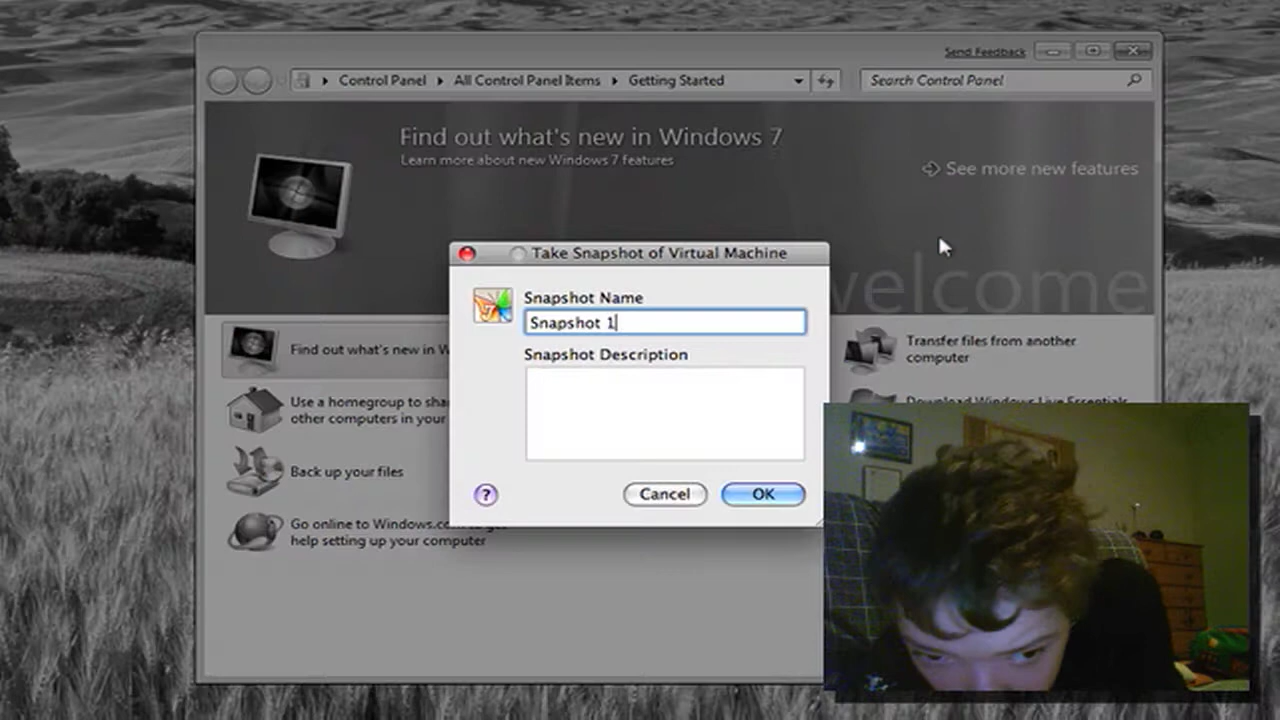 Send Feedback
Control Panel
All Control Panel Items
Getting Started
Search Control Panel
Find out what's new in Windows 7
Learn more about new Windows 7 features
See more new features
welcome
Take Snapshot of Virtual Machine
Snapshot Name
Snapshot 1
Snapshot Description
?
Cancel
OK
Find out what's new in W
Use a homegroup to sha
other computers in your
Back up your files
Go online to Windows.com to get
help setting up your computer
Transfer files from another
computer
Download Windows Live Essentials